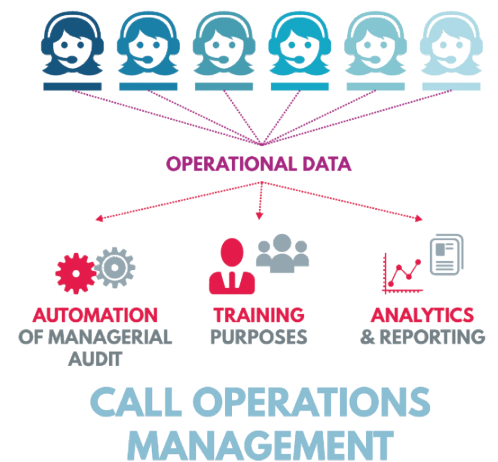 OPERATIONAL DATA
AUTOMATION
OF MANAGERIAL
AUDIT
TRAINING
PURPOSES
ANALYTICS
& REPORTING
CALL OPERATIONS
MANAGEMENT